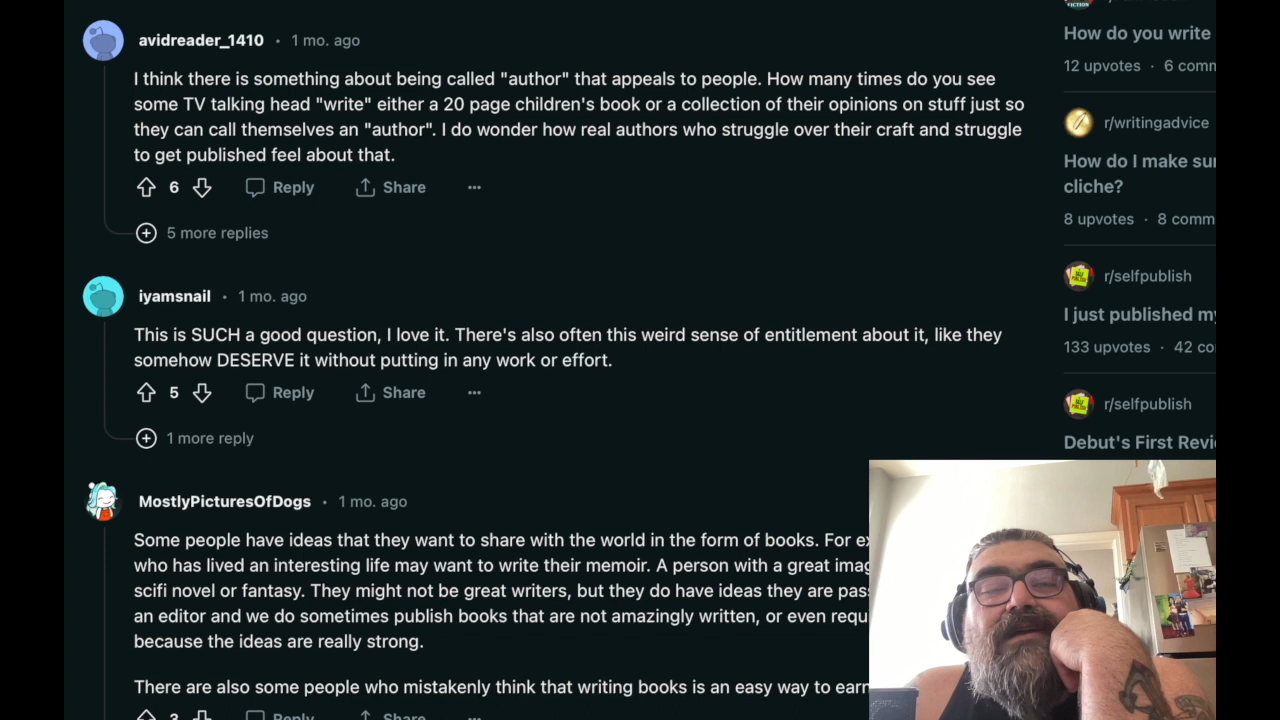 avidreader_1410 • 1 mo. ago
I think there is something about being called "author" that appeals to people. How many times do you see
some TV talking head "write" either a 20 page children's book or a collection of their opinions on stuff just so
they can call themselves an "author". I do wonder how real authors who struggle over their craft and struggle
to get published feel about that.
6 Reply Share ...
5 more replies
iyamsnail • 1 mo. ago
This is SUCH a good question, I love it. There's also often this weird sense of entitlement about it, like they
somehow DESERVE it without putting in any work or effort.
5 Reply Share ...
1 more reply
MostlyPicturesOfDogs • 1 mo. ago
Some people have ideas that they want to share with the world in the form of books. For
who has lived an interesting life may want to write their memoir. A person with a great
scifi novel or fantasy. They might not be great writers, but they do have ideas they are
an editor and we do sometimes publish books that are not amazingly written, or even
because the ideas are really strong.
There are also some people who mistakenly think that writing books is an easy way to
3 Reply Share
FICTION
How do you write
12 upvotes · 6
r/writingadvice
How do I make
cliche?
8 upvotes · 8
r/selfpublish
I just published
133 upvotes · 42
r/selfpublish
Debut's First